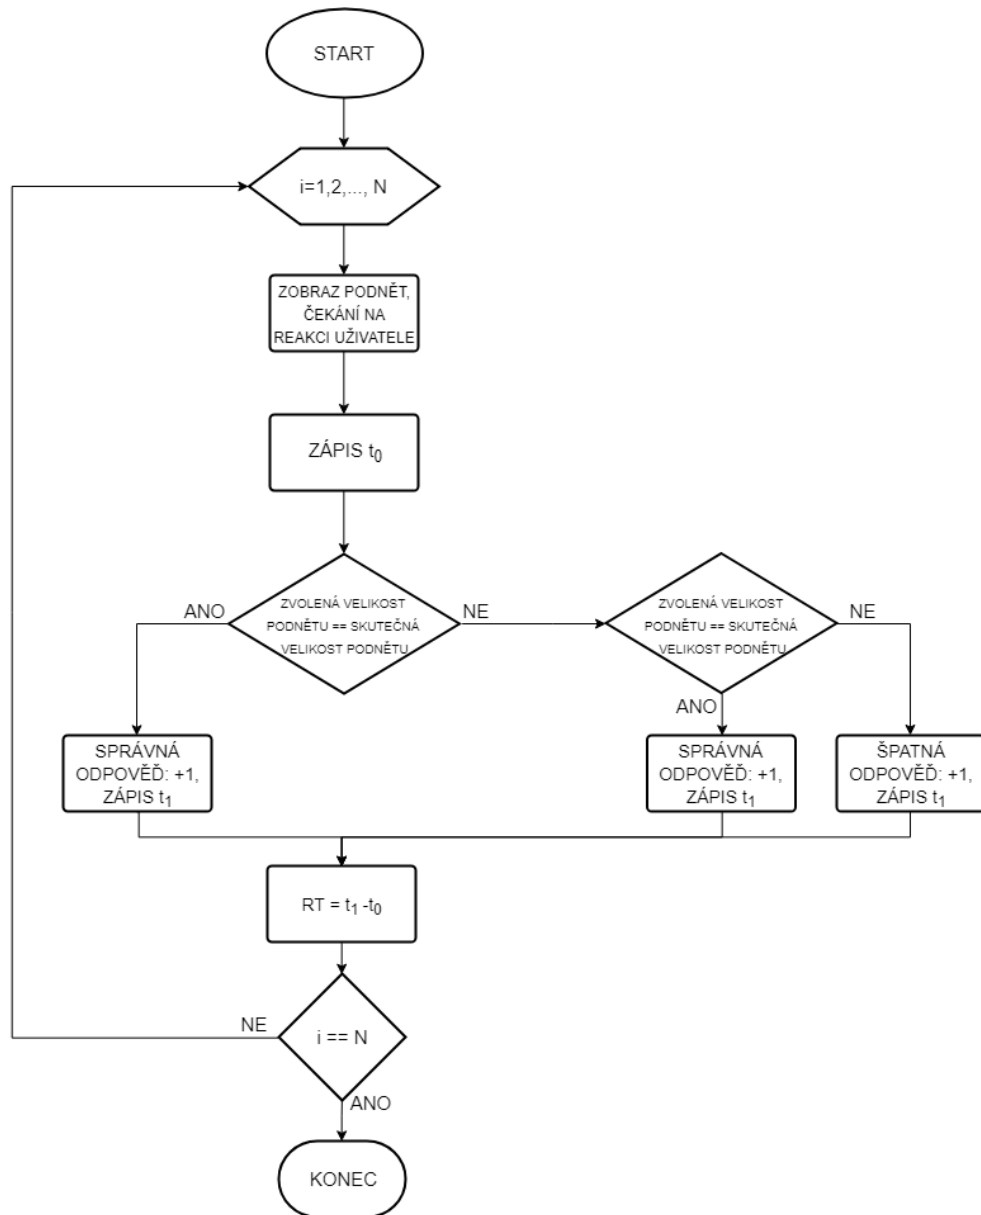 START
i=1,2,..., N
ZOBRAZ PODNĚT,
ČEKÁNÍ NA
REAKCI UŽIVATELE
ZÁPIS t₀
ANO
ZVOLENÁ VELIKOST
PODNĚTU == SKUTEČNÁ
VELIKOST PODNĚTU
NE
ZVOLENÁ VELIKOST
PODNĚTU == SKUTEČNÁ
VELIKOST PODNĚTU
NE
ANO
SPRÁVNÁ
ODPOVĚĎ: +1,
ZÁPIS t₁
SPRÁVNÁ
ODPOVĚĎ: +1,
ZÁPIS t₁
ŠPATNÁ
ODPOVĚĎ: +1,
ZÁPIS t₁
RT = t₁ -t₀
NE
i == N
ANO
KONEC